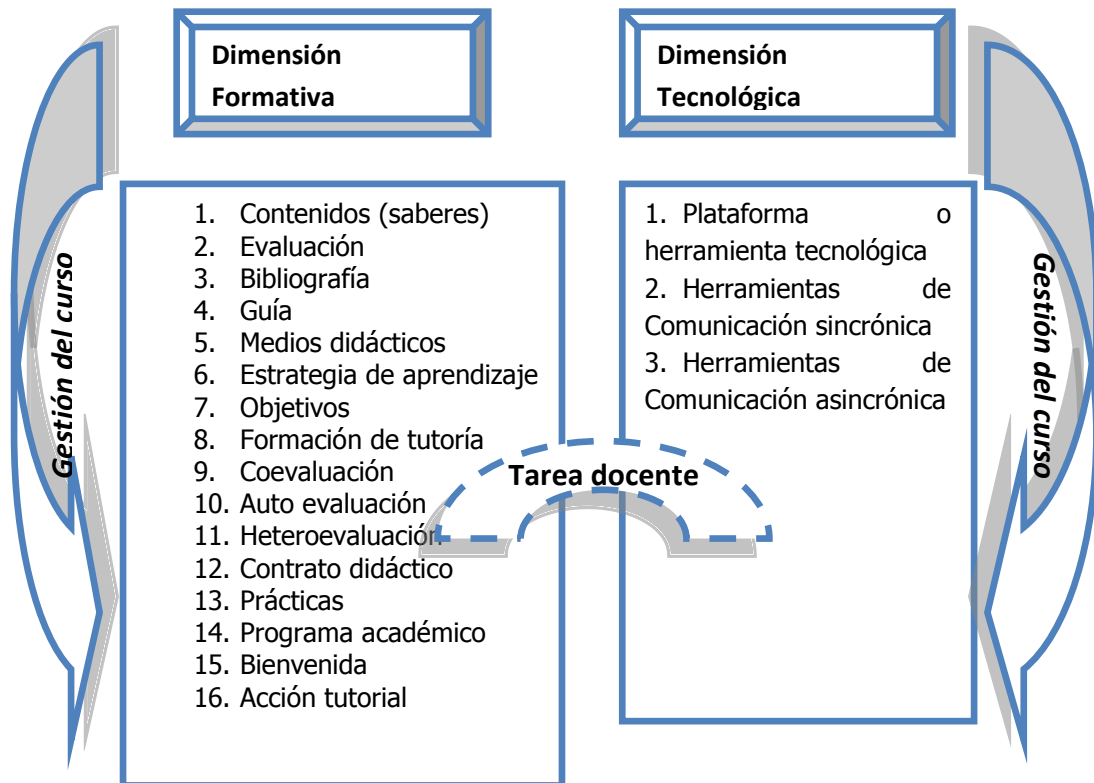 Dimensión
Formativa
Dimensión
Tecnológica
Gestión del curso
1. Contenidos (saberes)
2. Evaluación
3. Bibliografía
4. Guía
5. Medios didácticos
6. Estrategia de aprendizaje
7. Objetivos
8. Formación de tutoría
9. Coevaluación
10. Auto evaluación
11. Heteroevaluación
12. Contrato didáctico
13. Prácticas
14. Programa académico
15. Bienvenida
16. Acción tutorial
Tarea docente
1. Plataforma o
herramienta tecnológica
2. Herramientas de
Comunicación sincrónica
3. Herramientas de
Comunicación asincrónica
Gestión del curso